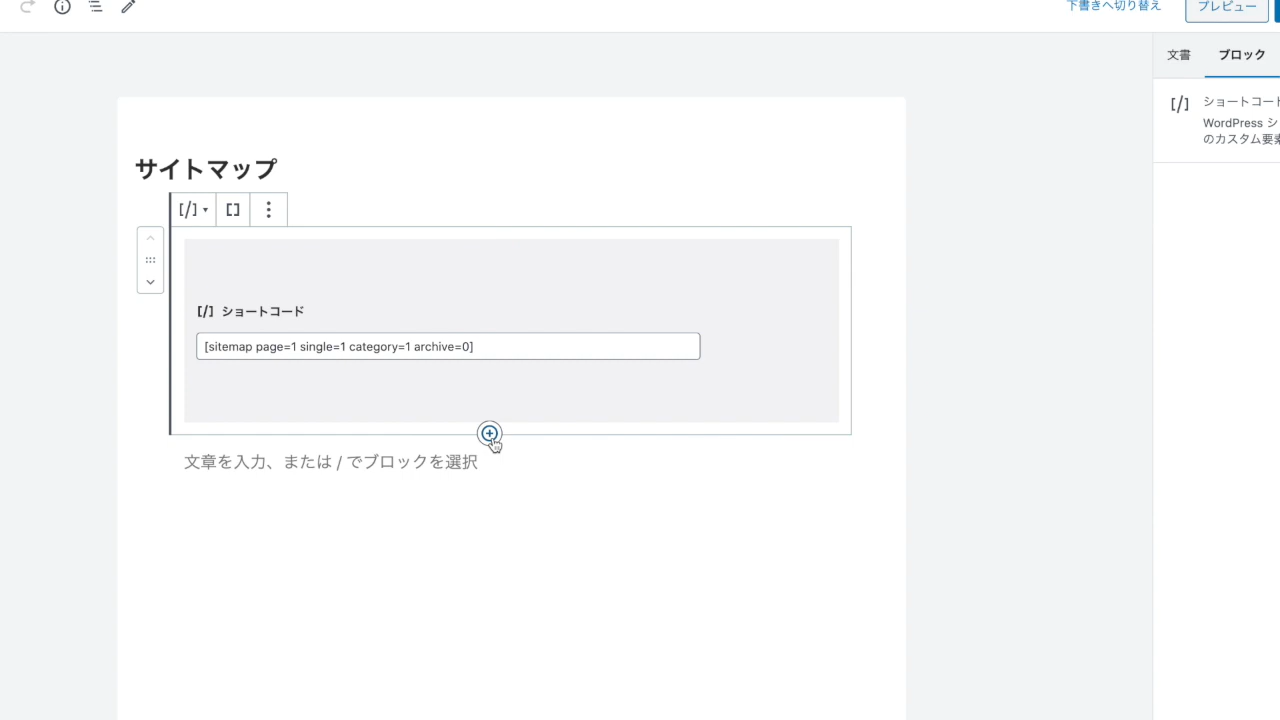 下書きへ切り替え
プレビュー
文書
ブロック
[/]
ショートコード
WordPress シ
のカスタム要素
サイトマップ
[/]
[/] ショートコード
[sitemap page=1 single=1 category=1 archive=0]
文章を入力、または / でブロックを選択